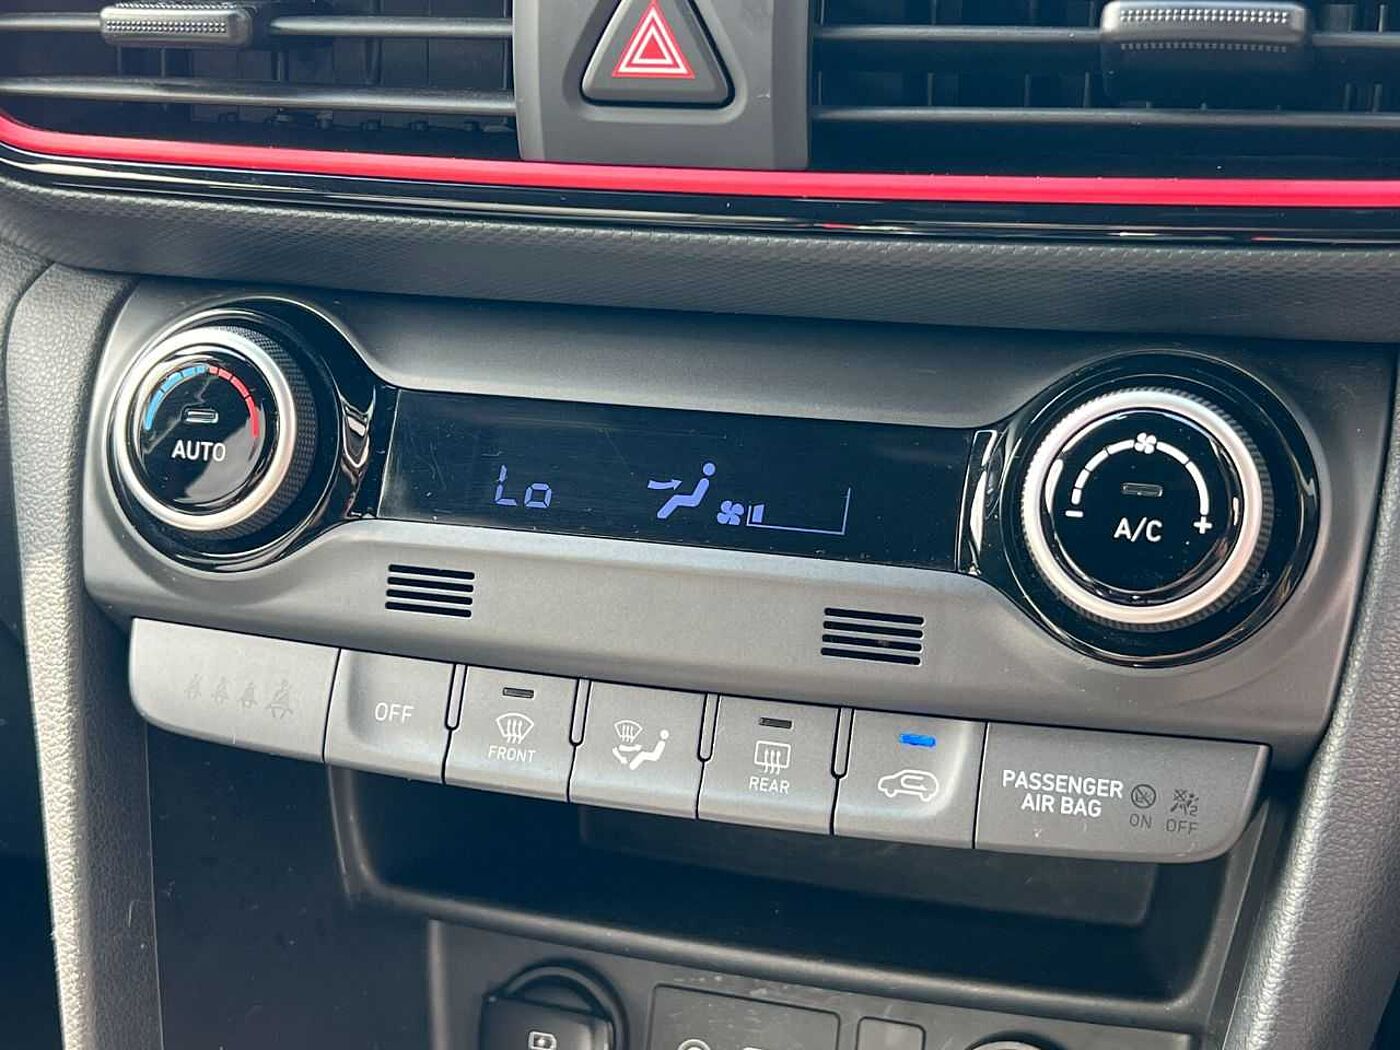 AUTO
Lo
A/C
- +
OFF
FRONT
REAR
PASSENGER
AIR BAG
ON OFF